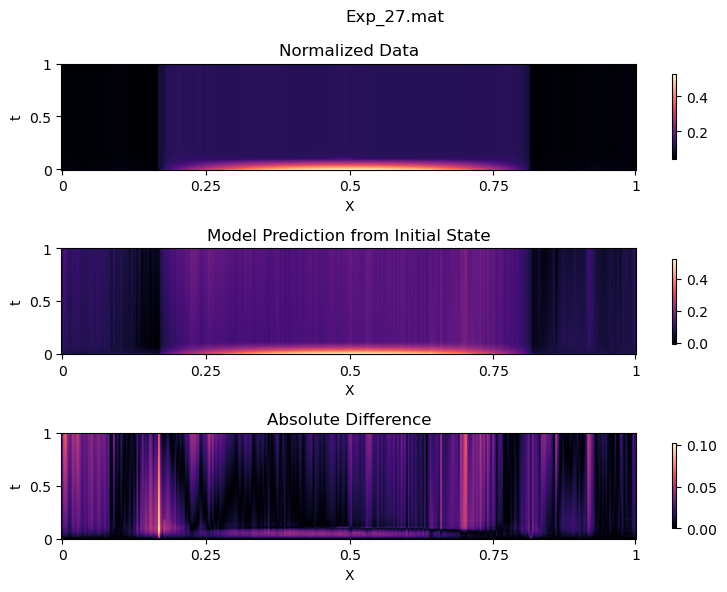 Exp_27.mat
Normalized Data
1
0.5
0
t
0 0.25 0.5 0.75 1
X
0.4
0.2
Model Prediction from Initial State
1
0.5
0
t
0 0.25 0.5 0.75 1
X
0.4
0.2
0.0
Absolute Difference
1
0.5
0
t
0 0.25 0.5 0.75 1
X
0.10
0.05
0.00